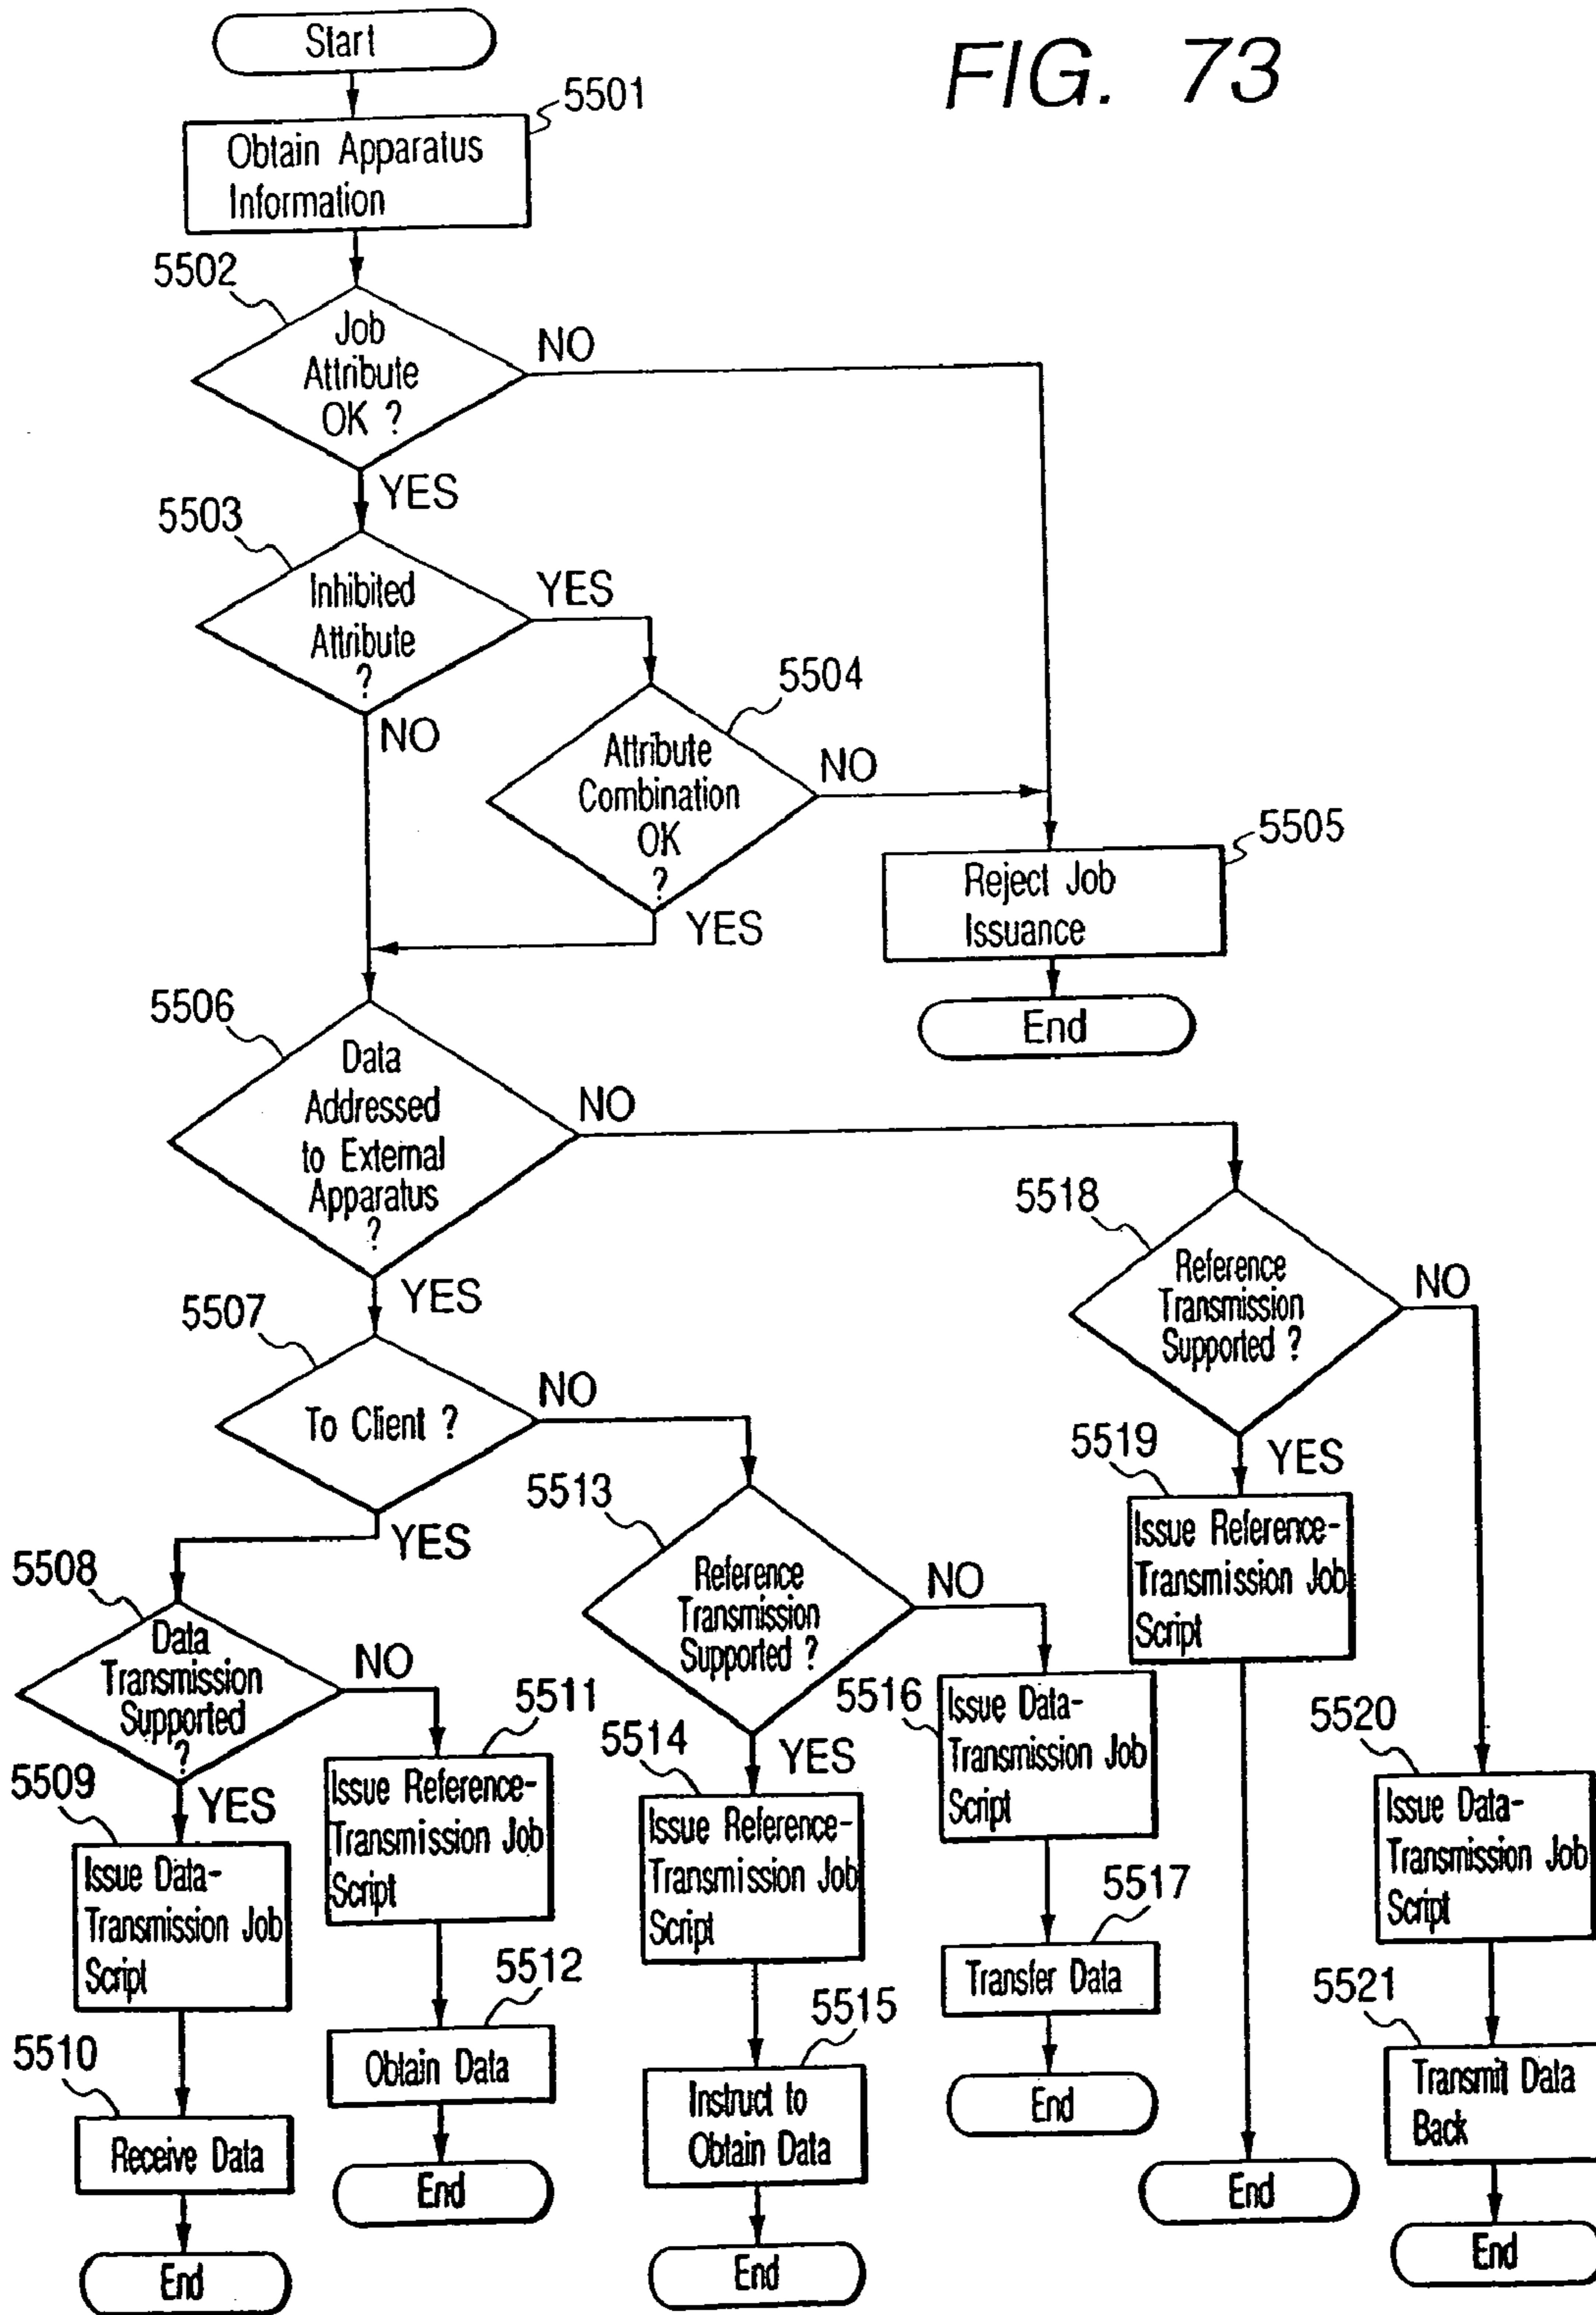 FIG. 73
Start
5501
Obtain Apparatus
Information
5502
Job
Attribute
OK ?
NO
YES
5503
Inhibited
Attribute
?
YES
NO
5504
Attribute
Combination
OK
?
NO
YES
5505
Reject Job
Issuance
End
5506
Data
Addressed
to External
Apparatus
?
NO
YES
5507
To Client ?
NO
YES
5508
Data
Transmission
Supported
?
NO
YES
5509
Issue Data-
Transmission Job
Script
5510
Receive Data
End
5511
Issue Reference-
Transmission Job
Script
5512
Obtain Data
End
5513
Reference
Transmission
Supported ?
NO
YES
5514
Issue Reference-
Transmission Job
Script
5515
Instruct to
Obtain Data
End
5516
Issue Data-
Transmission Job
Script
5517
Transfer Data
End
5518
Reference
Transmission
Supported ?
NO
YES
5519
Issue Reference-
Transmission Job
Script
End
5520
Issue Data-
Transmission Job
Script
5521
Transmit Data
Back
End